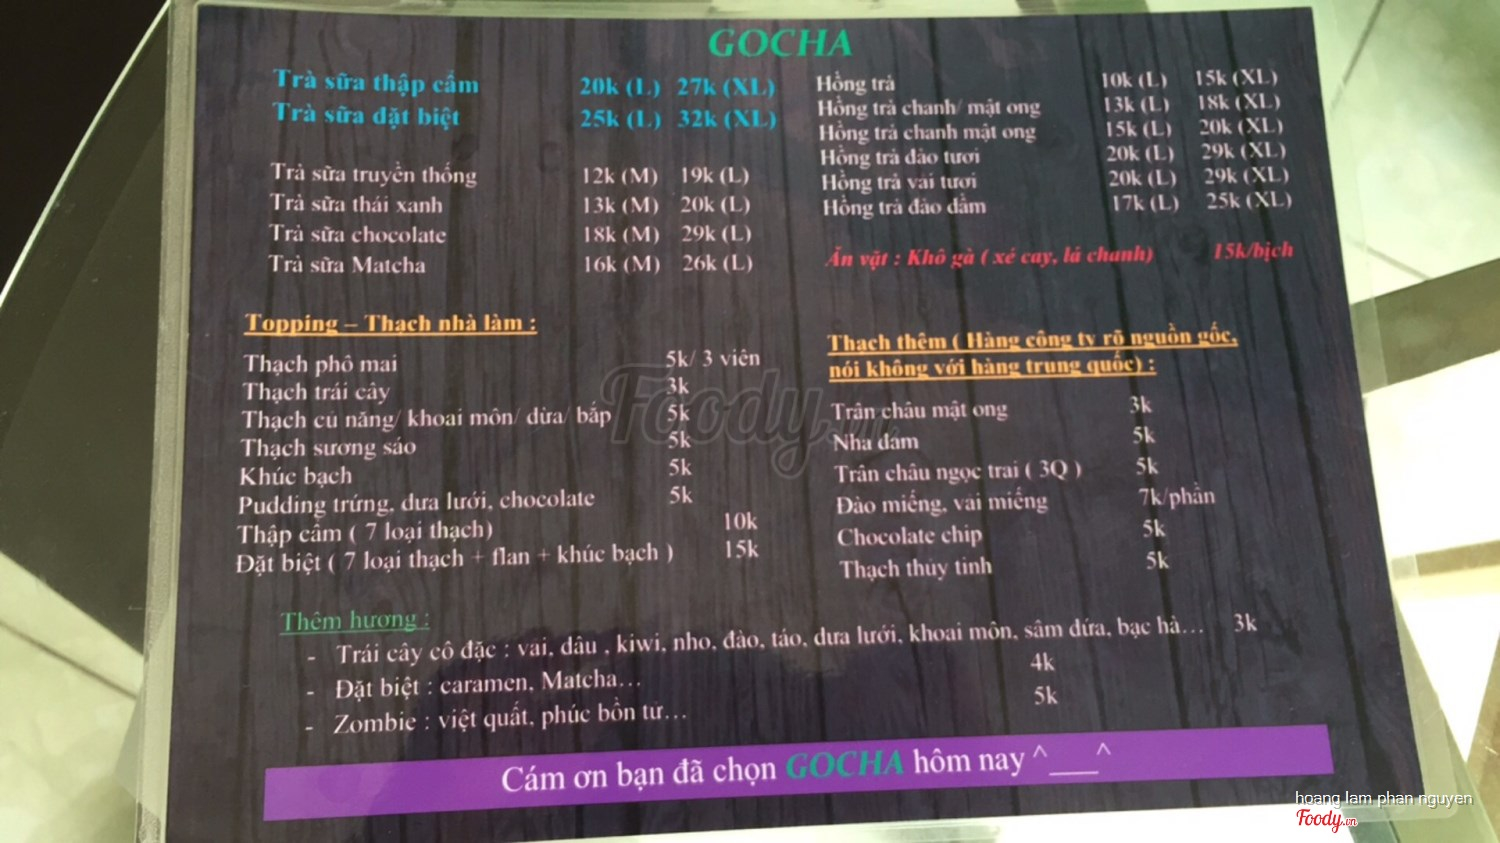 GOCHA
Trà sữa thập cẩm 20k (L) 27k (XL)
Trà sữa đặt biệt 25k (L) 32k (XL)
Trà sữa truyền thống 12k (M) 19k (L)
Trà sữa thái xanh 13k (M) 20k (L)
Trà sữa chocolate 18k (M) 29k (L)
Trà sữa Matcha 16k (M) 26k (L)
Hồng trà 10k (L) 15k (XL)
Hồng trà chanh/ mật ong 13k (L) 18k (XL)
Hồng trà chanh mật ong 15k (L) 20k (XL)
Hồng trà đào tươi 20k (L) 29k (XL)
Hồng trà vải tươi 20k (L) 29k (XL)
Hồng trà đào dầm 17k (L) 25k (XL)
Ăn vặt : Khô gà ( xé cay, lá chanh) 15k/bịch
Topping – Thạch nhà làm :
Thạch phô mai 5k/ 3 viên
Thạch trái cây 3k
Thạch củ năng/ khoai môn/ dừa/ bắp 5k
Thạch sương sáo 5k
Khúc bạch 5k
Pudding trứng, dưa lưới, chocolate 5k
Thập cẩm ( 7 loại thạch) 10k
Đặt biệt ( 7 loại thạch + flan + khúc bạch ) 15k
Thạch thêm ( Hàng công ty rõ nguồn gốc,
nói không với hàng trung quốc) :
Trân châu mật ong 3k
Nha đam 5k
Trân châu ngọc trai ( 3Q ) 5k
Đào miếng, vải miếng 7k/phần
Chocolate chip 5k
Thạch thủy tinh 5k
Thêm hương :
- Trái cây cô đặc : vải, dâu , kiwi, nho, đào, táo, dưa lưới, khoai môn, sâm dứa, bạc hà… 3k
- Đặt biệt : caramen, Matcha… 4k
- Zombie : việt quất, phúc bồn tư… 5k
Cám ơn bạn đã chọn GOCHA hôm nay ^___^
Foody.vn
hoang lam phan nguyen
Foody.vn